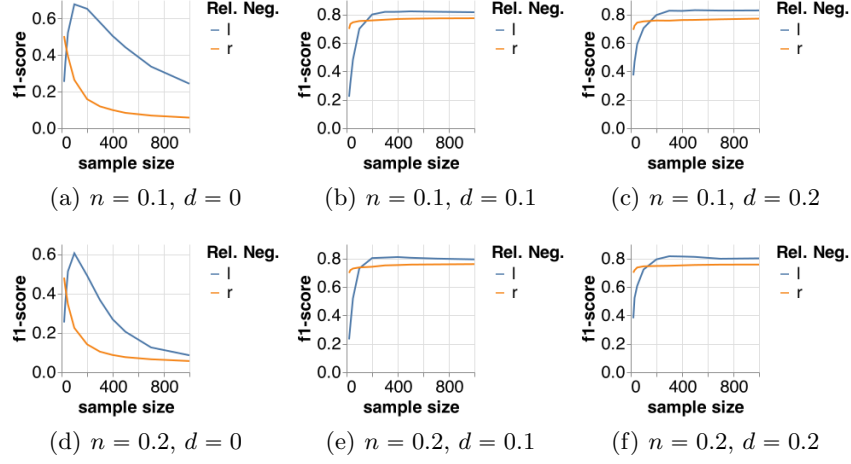 0.6
0.4
0.2
0.0
f1-score
0 400 800
sample size
Rel. Neg.
l
r
(a) n = 0.1, d = 0
1.0
0.8
0.6
0.4
0.2
0.0
f1-score
0 400 800
sample size
Rel. Neg.
l
r
(b) n = 0.1, d = 0.1
1.0
0.8
0.6
0.4
0.2
0.0
f1-score
0 400 800
sample size
Rel. Neg.
l
r
(c) n = 0.1, d = 0.2
0.6
0.4
0.2
0.0
f1-score
0 400 800
sample size
Rel. Neg.
l
r
(d) n = 0.2, d = 0
0.8
0.6
0.4
0.2
0.0
f1-score
0 400 800
sample size
Rel. Neg.
l
r
(e) n = 0.2, d = 0.1
0.8
0.6
0.4
0.2
0.0
f1-score
0 400 800
sample size
Rel. Neg.
l
r
(f) n = 0.2, d = 0.2